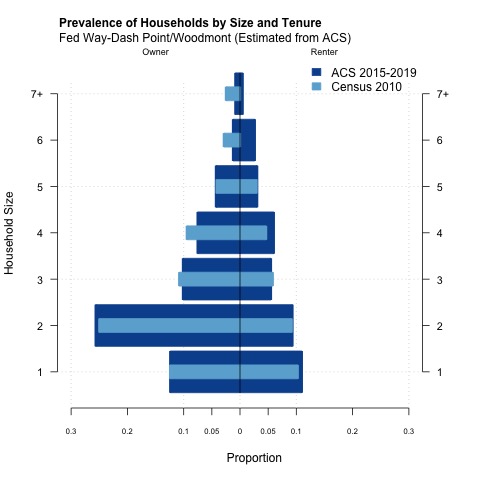 Prevalence of Households by Size and Tenure
Fed Way-Dash Point/Woodmont (Estimated from ACS)
Owner
Renter
ACS 2015-2019
Census 2010
7+
7+
6
6
5
5
4
4
3
3
2
2
1
1
Household Size
0.3
0.2
0.1
0.05
0
0.05
0.1
0.2
0.3
Proportion